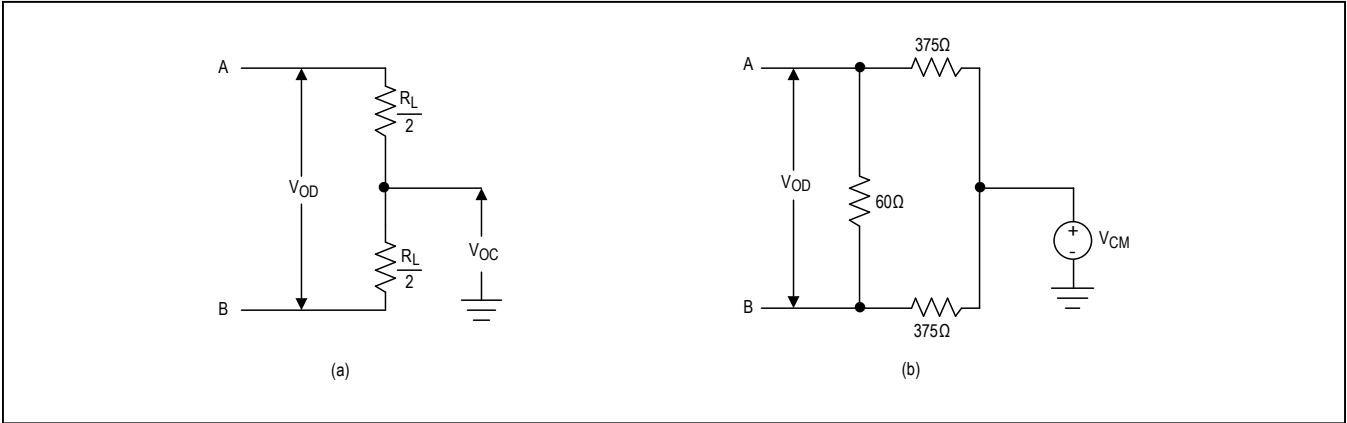 A
R_L
2
V_OD
V_OC
R_L
2
B
(a)
375Ω
A
V_OD
60Ω
+
-
V_CM
B
375Ω
(b)